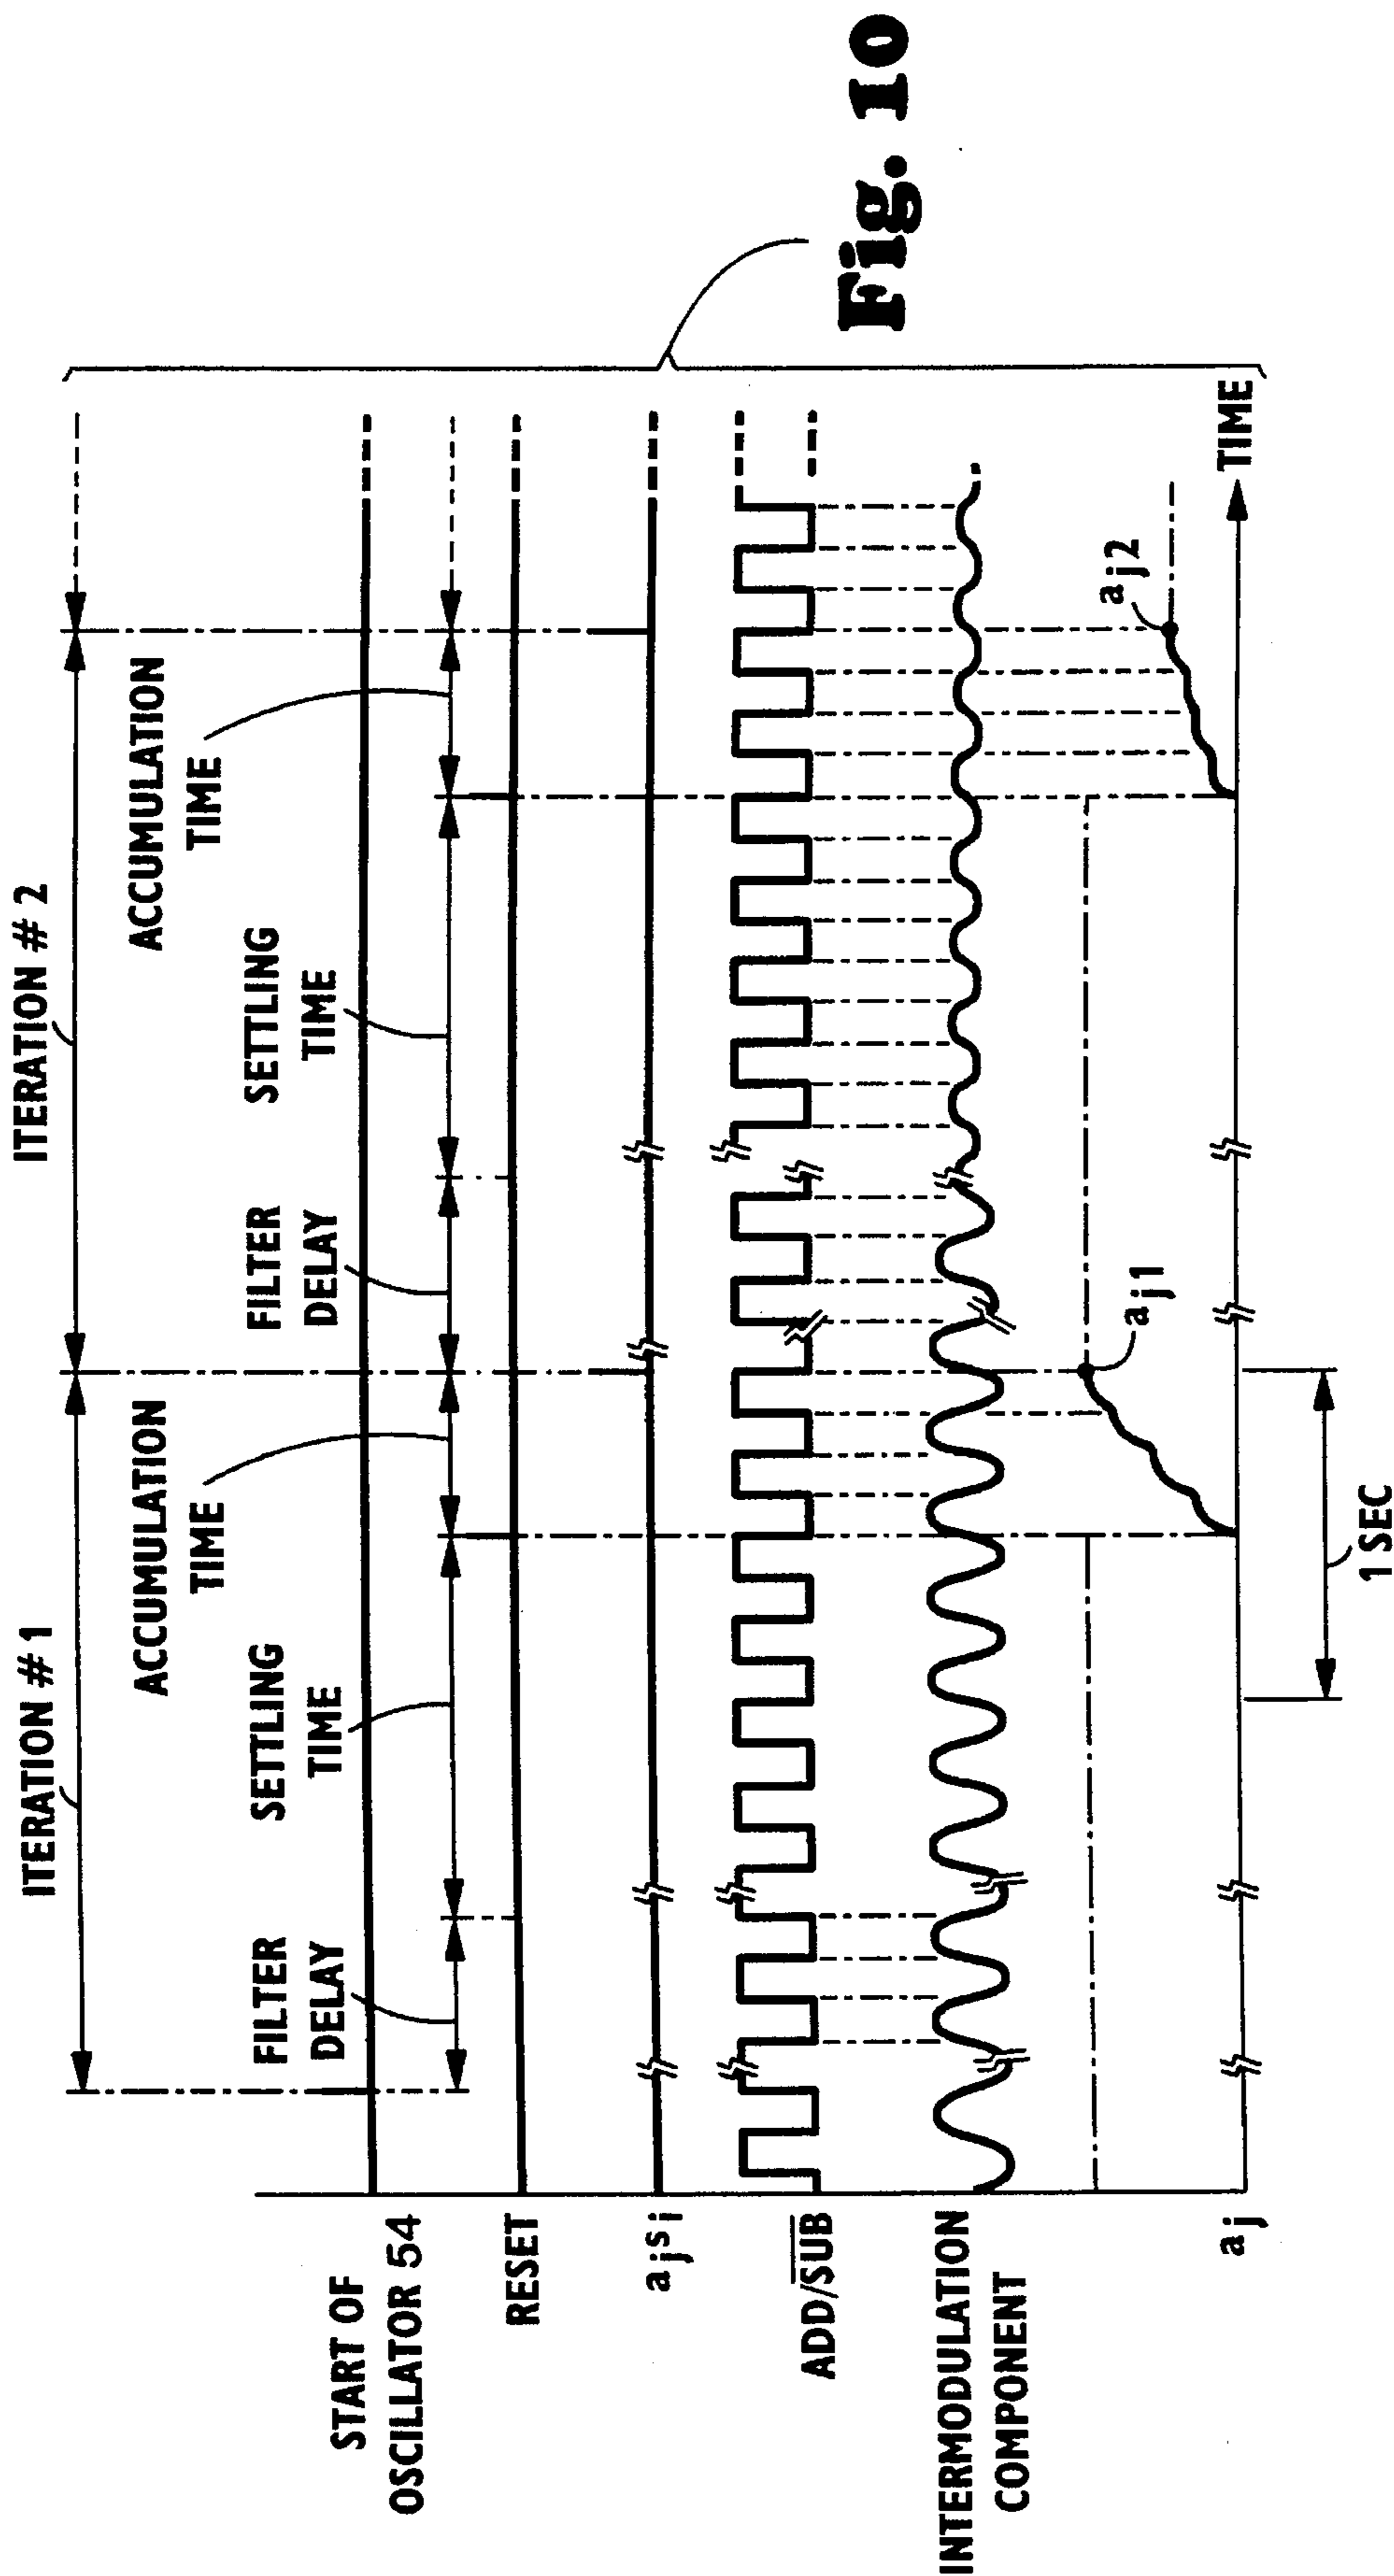 ITERATION # 1
ITERATION # 2
FILTER
DELAY
SETTLING
TIME
ACCUMULATION
TIME
FILTER
DELAY
SETTLING
TIME
ACCUMULATION
TIME
START OF
OSCILLATOR 54
RESET
ajsi
ADD/SUB
INTERMODULATION
COMPONENT
aj
aj1
aj2
1 SEC
TIME
Fig. 10